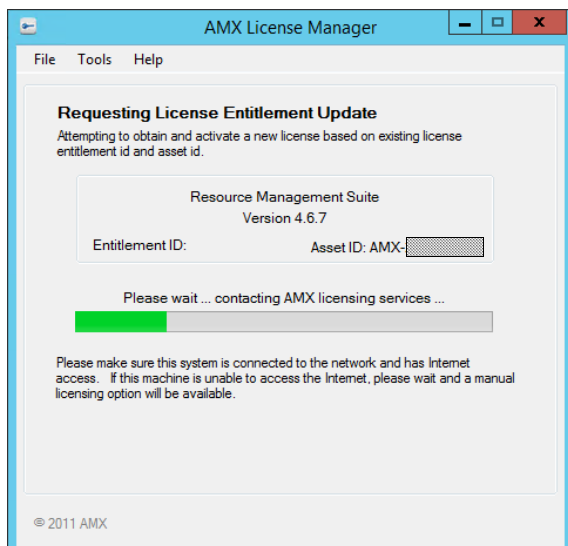 AMX License Manager
File Tools Help
Requesting License Entitlement Update
Attempting to obtain and activate a new license based on existing license
entitlement id and asset id.
Resource Management Suite
Version 4.6.7
Entitlement ID: Asset ID: AMX-
Please wait ... contacting AMX licensing services ...
Please make sure this system is connected to the network and has Internet
access. If this machine is unable to access the Internet, please wait and a manual
licensing option will be available.
© 2011 AMX